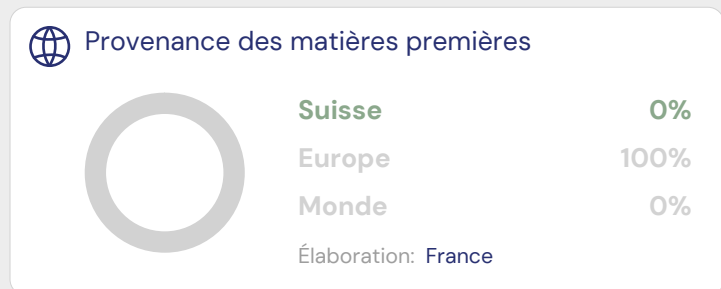 Provenance des matières premières
Suisse 0%
Europe 100%
Monde 0%
Élaboration: France